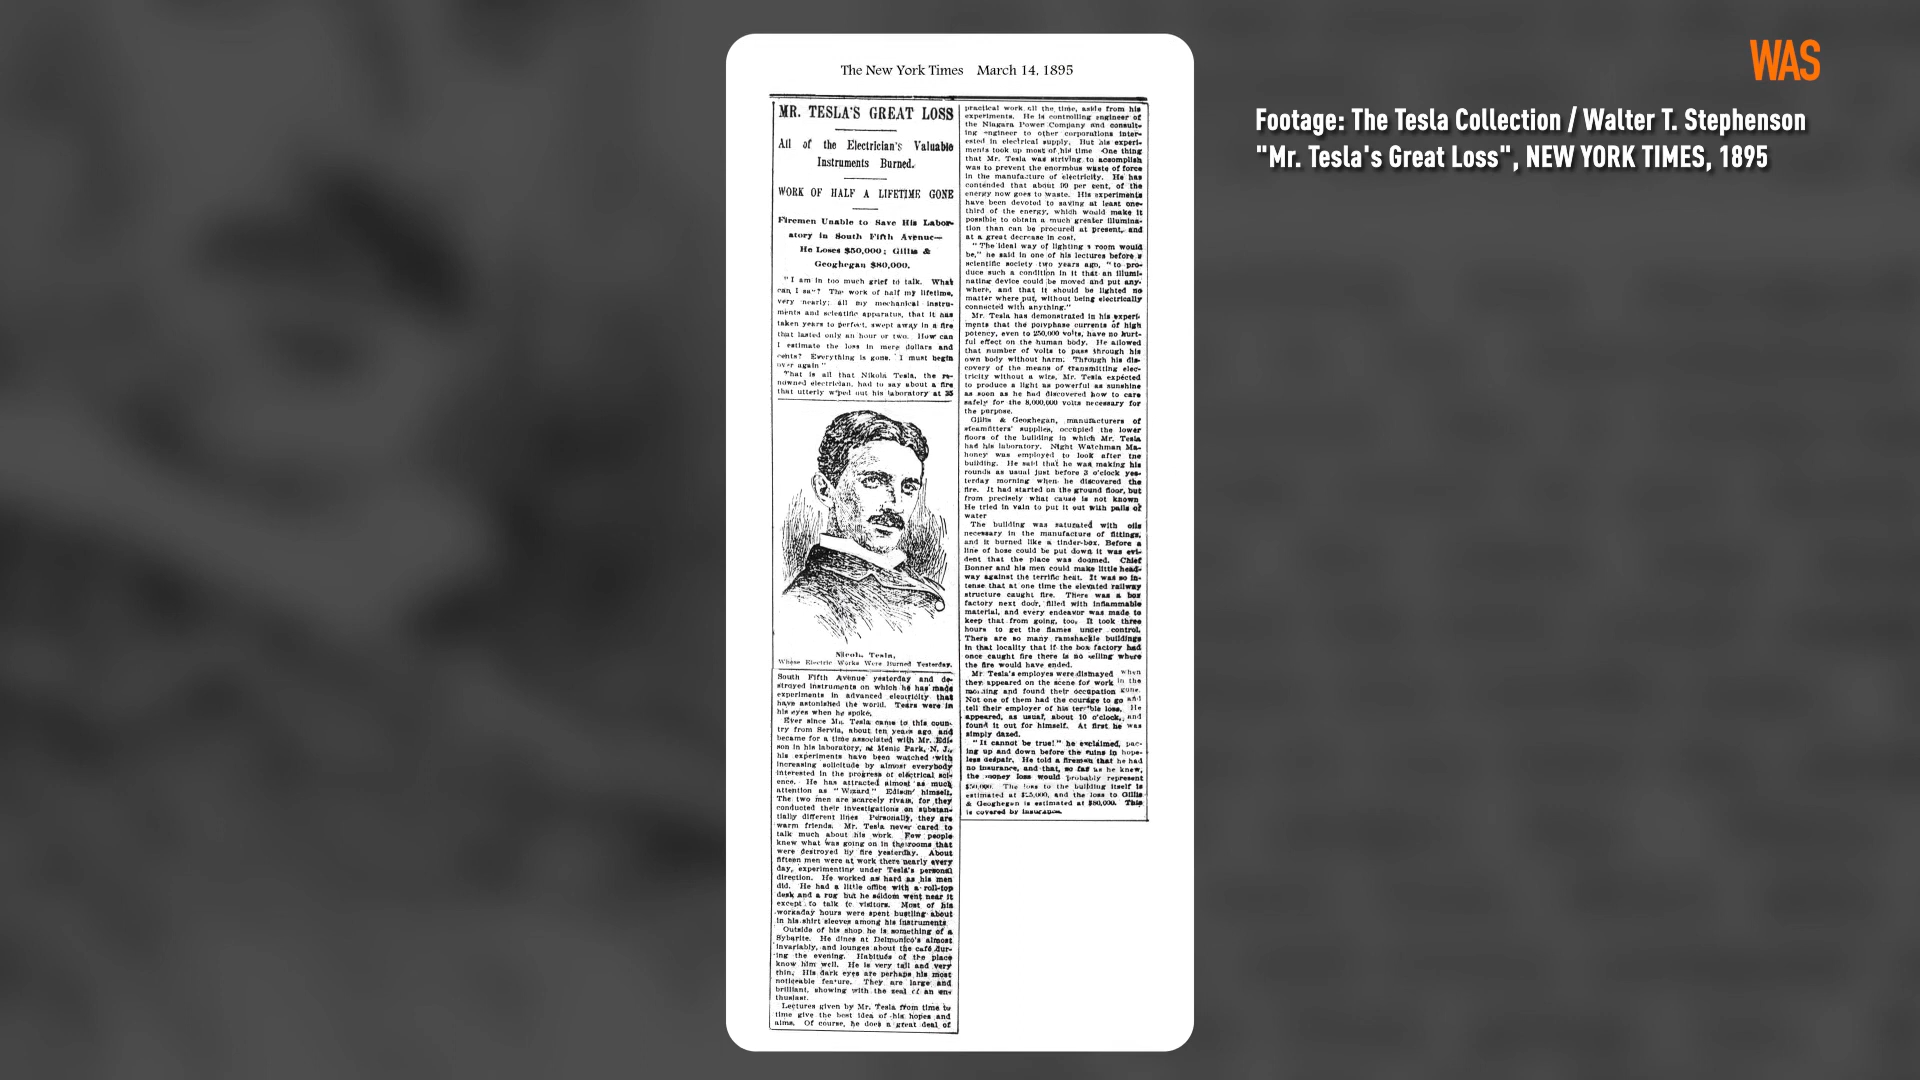 The New York Times March 14, 1895
MR. TESLA'S GREAT LOSS
All of the Electrician's Valuable
Instruments Burned.
WORK OF HALF A LIFETIME GONE
Firemen Unable to Save His Labor-
atory in South Fifth Avenue—
He Loses $50,000; Gillis &
Geoghegan $80,000.
"I am in too much grief to talk. What
can I say? The work of half my lifetime,
very nearly; all my mechanical instru-
ments and scientific apparatus, that it has
taken years to perfect, swept away in a fire
that lasted only an hour or two. How can
I estimate the loss in mere dollars and
cents? Everything is gone. I must begin
over again"
That is all that Nikola Tesla, the re-
nowned electrician, had to say about a fire
that utterly wiped out his laboratory at 35
Nicola Tesla,
Whose Electric Works Were Burned Yesterday.
South Fifth Avenue yesterday and de-
stroyed instruments on which he has made
experiments in advanced electricity that
have astonished the world. Tears were in
his eyes when he spoke.
Ever since Mr. Tesla came to this coun-
try from Servia, about ten years ago and
became for a time associated with Mr. Edi-
son in his laboratory, at Menlo Park, N. J.,
his experiments have been watched with
increasing solicitude by almost everybody
interested in the progress of electrical sci-
ence. He has attracted almost as much
attention as "Wizard" Edison himself.
The two men are scarcely rivals, for they
conducted their investigations on substan-
tially different lines Personally, they are
warm friends. Mr. Tesla never cared to
talk much about his work. Few people
knew what was going on in the rooms that
were destroyed by fire yesterday. About
fifteen men were at work there nearly every
day, experimenting under Tesla's personal
direction. He worked as hard as his men
did. He had a little office with a roll-top
desk and a rug but he seldom went near it
except to talk to visitors. Most of his
workaday hours were spent bustling about
in his shirt sleeves among his instruments
Outside of his shop he is something of a
Sybarite. He dines at Delmonico's almost
invariably, and lounges about the café dur-
ing the evening. Habitués of the place
know him well. He is very tall and very
thin. His dark eyes are perhaps his most
noticeable feature. They are large and
brilliant, showing with the zeal of an en-
thusiast.
Lectures given by Mr. Tesla from time to
time give the best idea of his hopes and
aims. Of course, he does a great deal of
practical work all the time, aside from his
experiments. He is controlling engineer of
the Niagara Power Company and consult-
ing engineer to other corporations inter-
ested in electrical supply. But his experi-
ments took up most of his time One thing
that Mr. Tesla was striving to accomplish
was to prevent the enormous waste of force
in the manufacture of electricity. He has
contended that about 90 per cent. of the
energy now goes to waste. His experiments
have been devoted to saving at least one-
third of the energy, which would make it
possible to obtain a much greater illumina-
tion than can be procured at present, and
at a great decrease in cost.
"The ideal way of lighting a room would
be," he said in one of his lectures before a
scientific society two years ago, "to pro-
duce such a condition in it that an illumi-
nating device could be moved and put any-
where, and that it should be lighted no
matter where put, without being electrically
connected with anything."
Mr. Tesla has demonstrated in his experi-
ments that the polyphase currents of high
potency, even to 250,000 volts, have no hurt-
ful effect on the human body. He allowed
that number of volts to pass through his
own body without harm. Through his dis-
covery of the means of transmitting elec-
tricity without a wire, Mr. Tesla expected
to produce a light as powerful as sunshine
as soon as he had discovered how to care
safely for the 8,000,000 volts necessary for
the purpose.
Gillis & Geoghegan, manufacturers of
steamfitters' supplies, occupied the lower
floors of the building in which Mr. Tesla
had his laboratory. Night Watchman Ma-
honey was employed to look after the
building. He said that he was making his
rounds as usual just before 3 o'clock yes-
terday morning when he discovered the
fire. It had started on the ground floor, but
from precisely what cause is not known
He tried in vain to put it out with pails of
water
The building was saturated with oils
necessary in the manufacture of fittings,
and it burned like a tinder-box. Before a
line of hose could be put down it was evi-
dent that the place was doomed. Chief
Bonner and his men could make little head-
way against the terrific heat. It was so in-
tense that at one time the elevated railway
structure caught fire. There was a box
factory next door, filled with inflammable
material, and every endeavor was made to
keep that from going, too. It took three
hours to get the flames under control.
There are so many ramshackle buildings
in that locality that if the box factory had
once caught fire there is no telling where
the fire would have ended.
Mr. Tesla's employes were dismayed when
they appeared on the scene for work in the
morning and found their occupation gone.
Not one of them had the courage to go and
tell their employer of his terrible loss. He
appeared, as usual, about 10 o'clock, and
found it out for himself. At first he was
simply dazed.
"It cannot be true!" he exclaimed, pac-
ing up and down before the ruins in hope-
less despair. He told a fireman that he had
no insurance, and that, so far as he knew,
the money loss would probably represent
$50,000. The loss to the building itself is
estimated at $25,000, and the loss to Gillis
& Geoghegan is estimated at $80,000. This
is covered by insurance.
WAS
Footage: The Tesla Collection / Walter T. Stephenson
"Mr. Tesla's Great Loss", NEW YORK TIMES, 1895